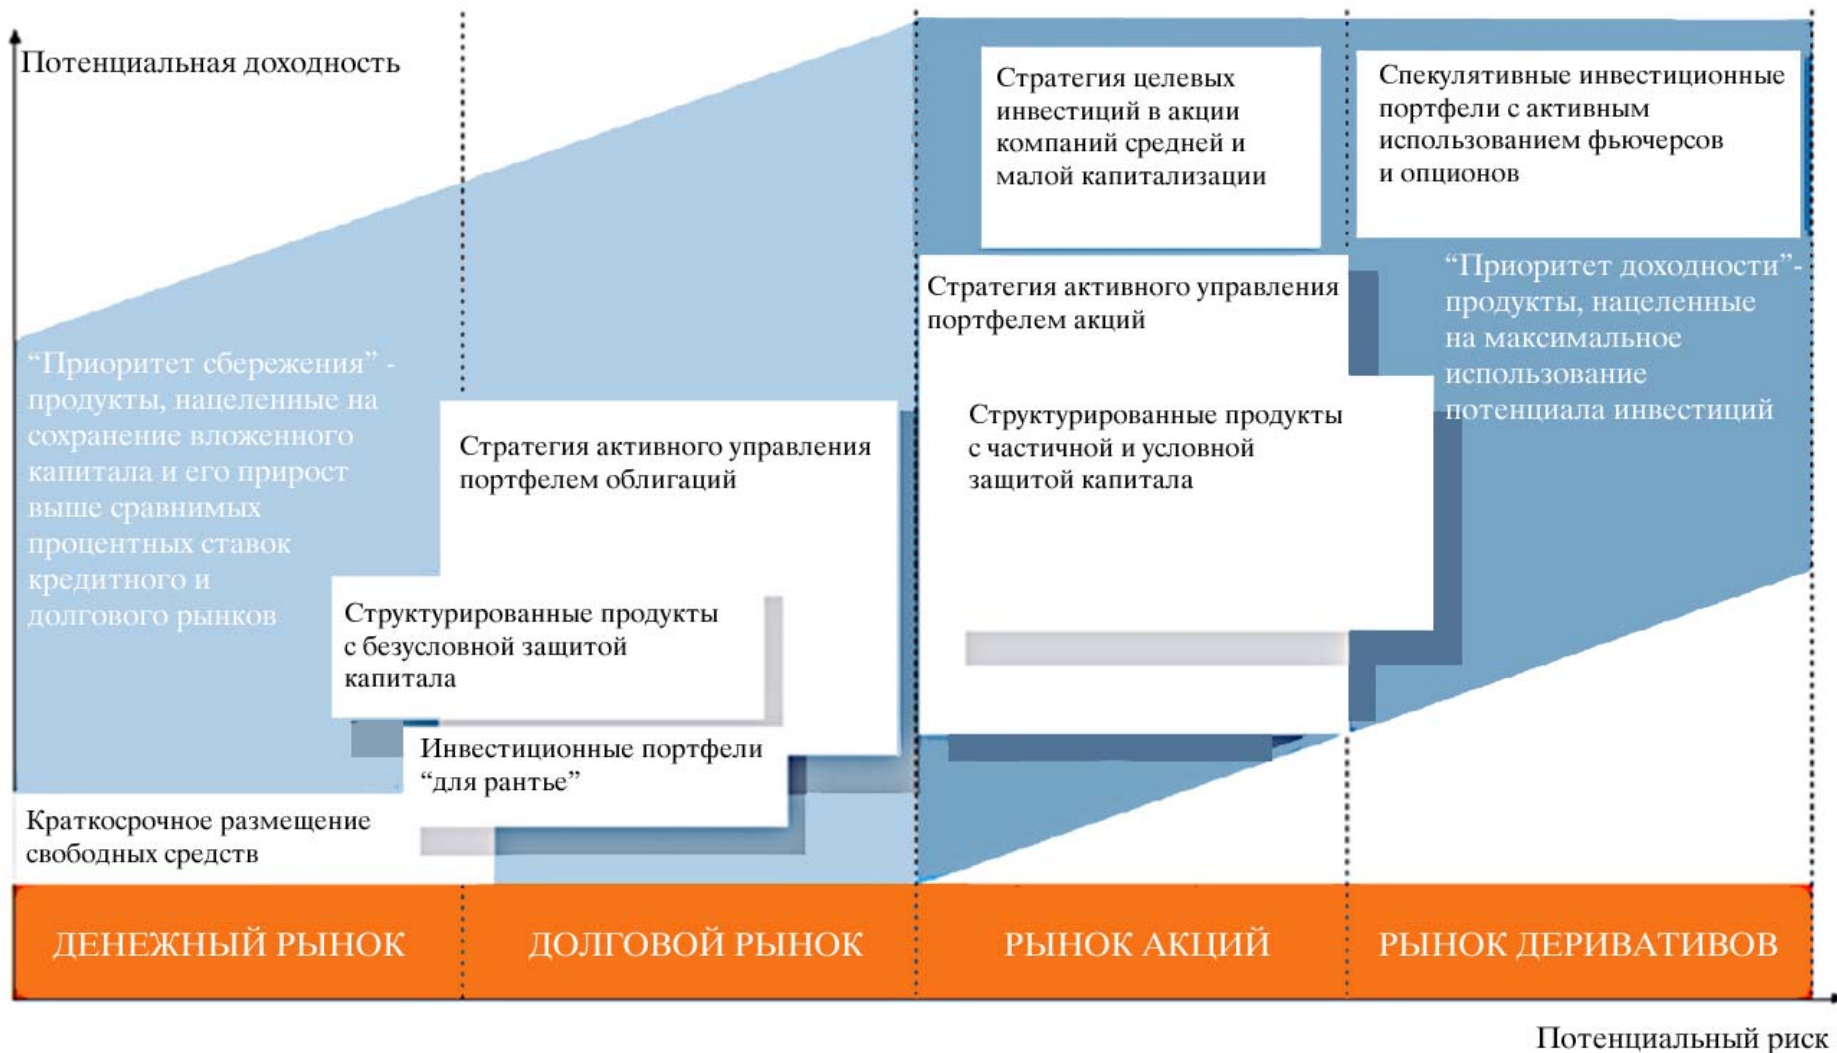 Потенциальная доходность
Стратегия целевых
инвестиций в акции
компаний средней и
малой капитализации
Спекулятивные инвестиционные
портфели с активным
использованием фьючерсов
и опционов
“Приоритет доходности”-
продукты, нацеленные
на максимальное
использование
потенциала инвестиций
Стратегия активного управления
портфелем акций
“Приоритет сбережения” -
продукты, нацеленные на
сохранение вложенного
капитала и его прирост
выше сравнимых
процентных ставок
кредитного и
долгового рынков
Стратегия активного управления
портфелем облигаций
Структурированные продукты
с частичной и условной
защитой капитала
Структурированные продукты
с безусловной защитой
капитала
Инвестиционные портфели
“для рантье”
Краткосрочное размещение
свободных средств
ДЕНЕЖНЫЙ РЫНОК
ДОЛГОВОЙ РЫНОК
РЫНОК АКЦИЙ
РЫНОК ДЕРИВАТИВОВ
Потенциальный риск